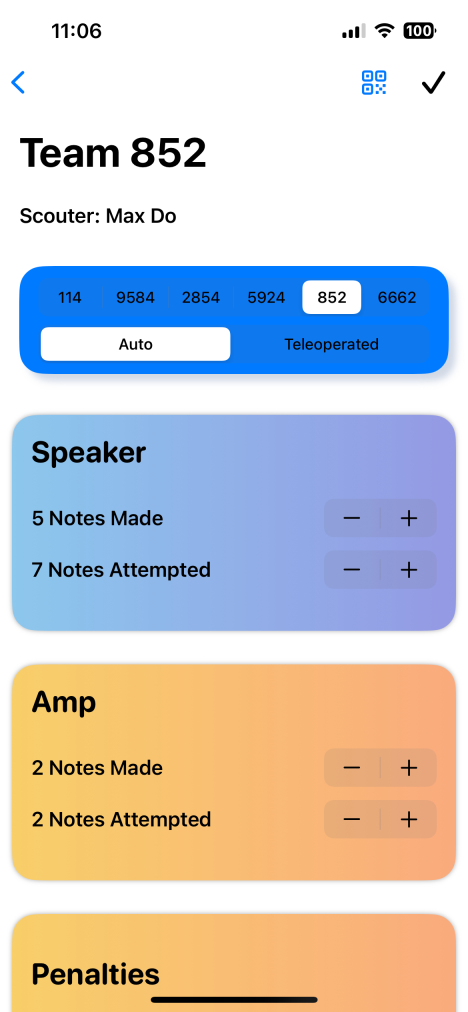 11:06
100
Team 852
Scouter: Max Do
114 9584 2854 5924 852 6662
Auto Teleoperated
Speaker
5 Notes Made
7 Notes Attempted
Amp
2 Notes Made
2 Notes Attempted
Penalties